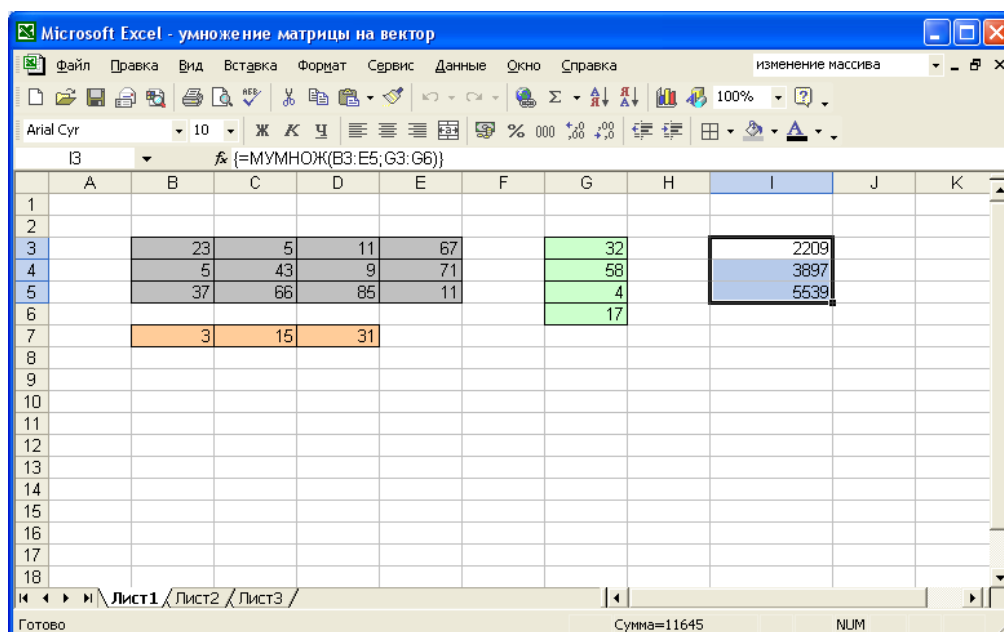 Microsoft Excel - умножение матрицы на вектор
Файл Правка Вид Вставка Формат Сервис Данные Окно Справка изменение массива
100%
Arial Cyr 10 Ж К Ч % 000 ,00 ,00
I3 fx {=МУМНОЖ(B3:E5;G3:G6)}
A B C D E F G H I J K
1
2
3 23 5 11 67 32 2209
4 5 43 9 71 58 3897
5 37 66 85 11 4 5539
6 17
7 3 15 31
8
9
10
11
12
13
14
15
16
17
18
Лист1 Лист2 Лист3
Готово Сумма=11645 NUM